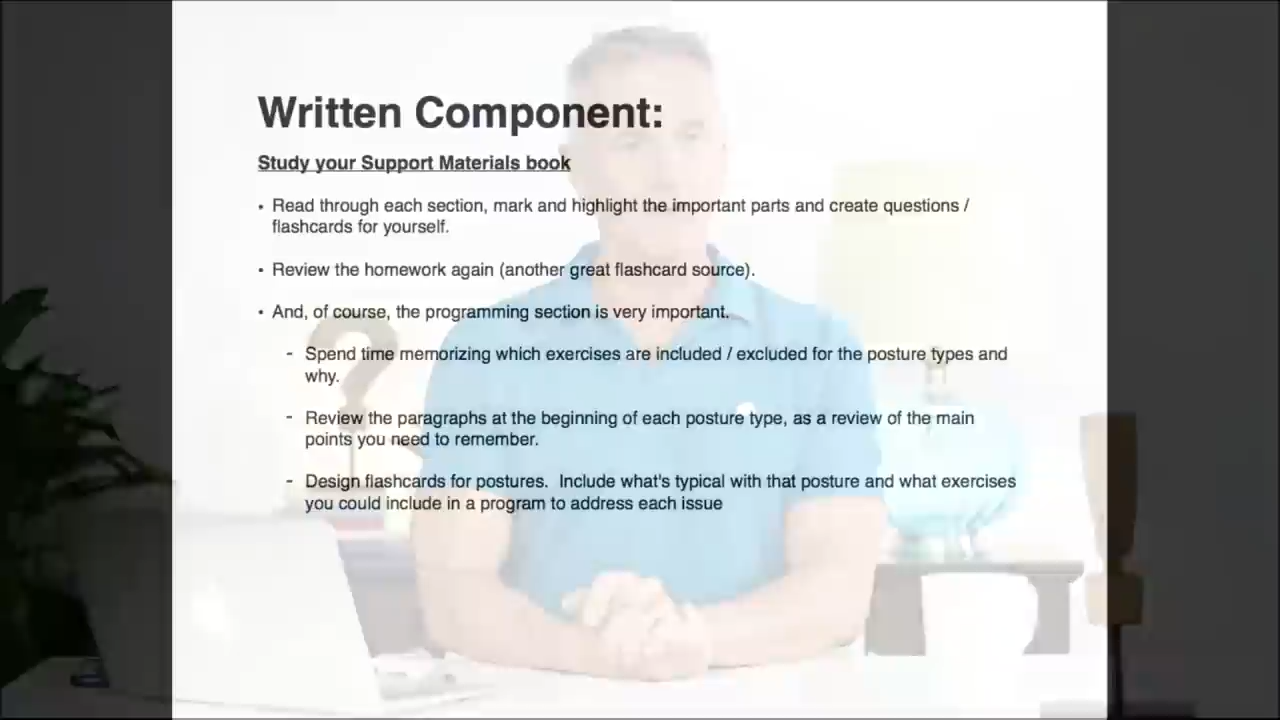 Written Component:
Study your Support Materials book
• Read through each section, mark and highlight the important parts and create questions /
flashcards for yourself.
• Review the homework again (another great flashcard source).
• And, of course, the programming section is very important.
- Spend time memorizing which exercises are included / excluded for the posture types and
why.
- Review the paragraphs at the beginning of each posture type, as a review of the main
points you need to remember.
- Design flashcards for postures.  Include what's typical with that posture and what exercises
you could include in a program to address each issue